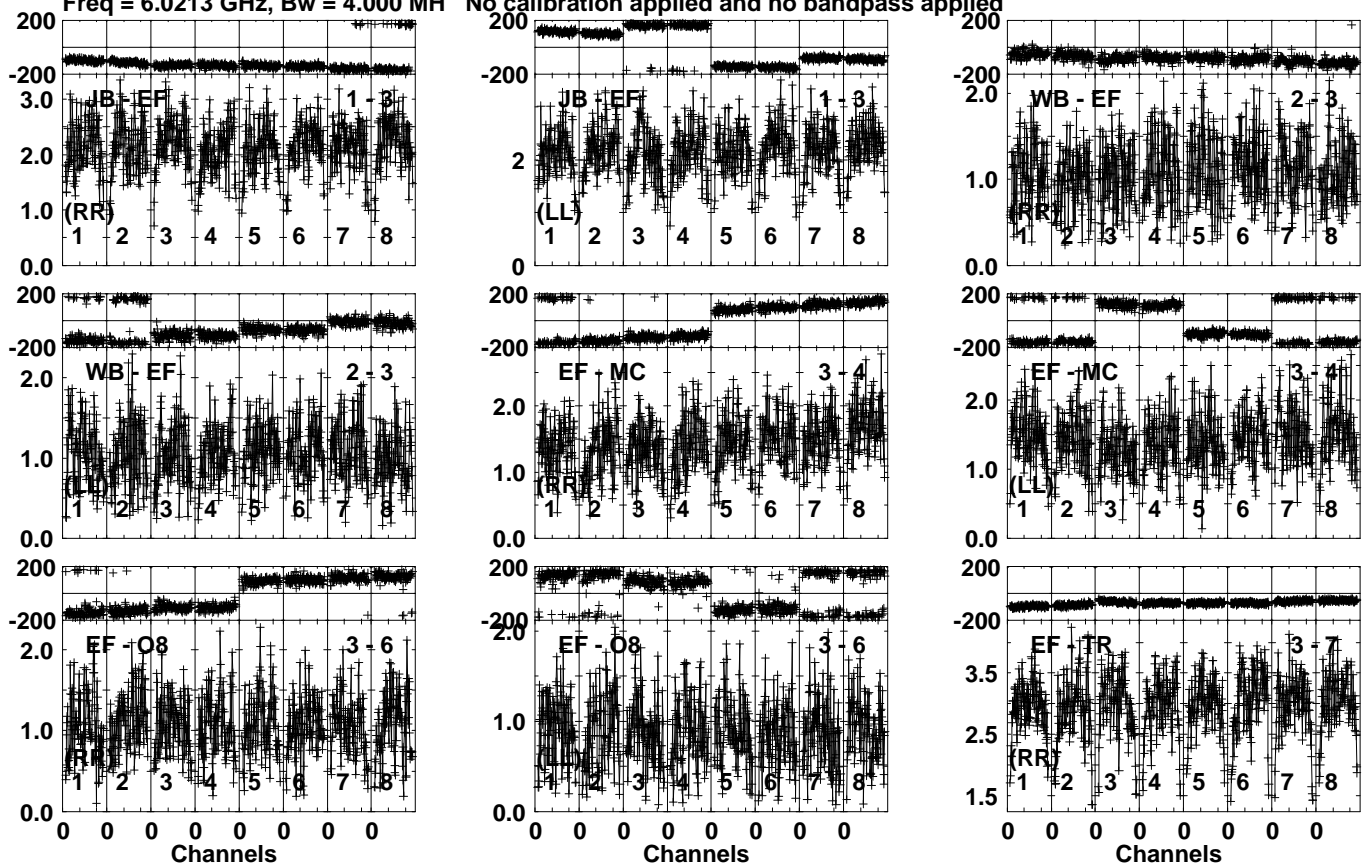 Freq = 6.0213 GHz, Bw = 4.000 MH No calibration applied and no bandpass applied
200 200 200
-200 -200 -200
JB - EF 1 - 3 JB - EF 1 - 3 WB - EF 2 - 3
3.0 2.0
2.0 2 1.0
1.0
(RR) (LL) (RR)
1 2 3 4 5 6 7 8 1 2 3 4 5 6 7 8 1 2 3 4 5 6 7 8
0.0 0 0.0
200 200 200
-200 -200 -200
WB - EF 2 - 3 EF - MC 3 - 4 EF - MC 3 - 4
2.0 2.0 2.0
1.0 1.0 1.0
(LL) (RR) (LL)
1 2 3 4 5 6 7 8 1 2 3 4 5 6 7 8 1 2 3 4 5 6 7 8
0.0 0.0 0.0
200 200 200
-200 -200 -200
2.0
EF - O8 3 - 6 EF - O8 3 - 6 EF - TR 3 - 7
2.0 3.5
1.0 1.0 2.5
(RR) (LL) (RR)
1 2 3 4 5 6 7 8 1 2 3 4 5 6 7 8 1 2 3 4 5 6 7 8
0.0 0.0 1.5
0 0 0 0 0 0 0 0 0 0 0 0 0 0 0 0 0 0 0 0 0 0 0 0
Channels Channels Channels